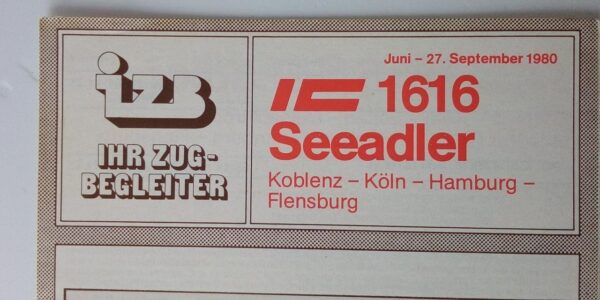 izb
IHR ZUG-
BEGLEITER
Juni – 27. September 1980
IC 1616
Seeadler
Koblenz – Köln – Hamburg –
Flensburg